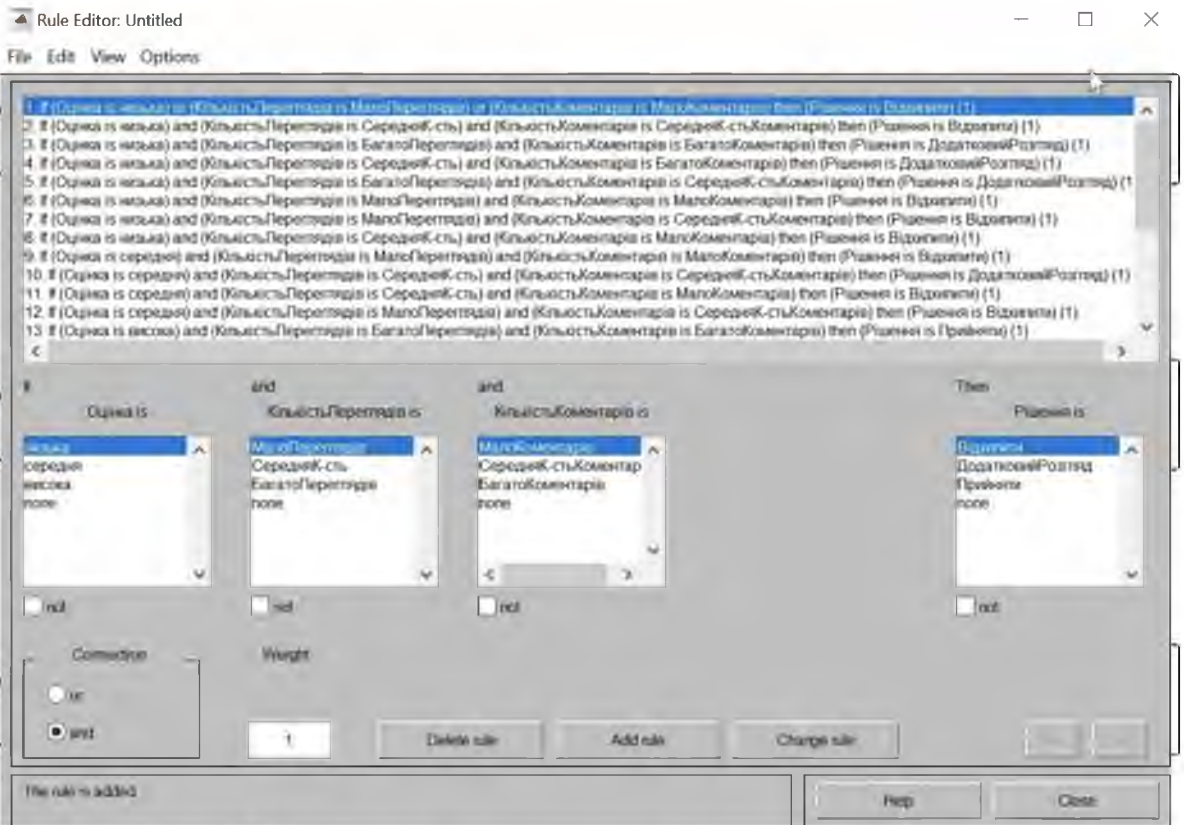 Rule Editor: Untitled
File Edit View Options
1. If (Оцінка is низька) or (КількістьПереглядів is МалоПереглядів) or (КількістьКоментарів is МалоКоментарів) then (Рішення is Відхилити) (1)
2. If (Оцінка is низька) and (КількістьПереглядів is СередняК-сть) and (КількістьКоментарів is СередняК-стьКоментарів) then (Рішення is Відхилити) (1)
3. If (Оцінка is низька) and (КількістьПереглядів is БагатоПереглядів) and (КількістьКоментарів is БагатоКоментарів) then (Рішення is ДодатковийРозгляд) (1)
4. If (Оцінка is низька) and (КількістьПереглядів is СередняК-сть) and (КількістьКоментарів is БагатоКоментарів) then (Рішення is ДодатковийРозгляд) (1)
5. If (Оцінка is низька) and (КількістьПереглядів is БагатоПереглядів) and (КількістьКоментарів is СередняК-стьКоментарів) then (Рішення is ДодатковийРозгляд) (1
6. If (Оцінка is низька) and (КількістьПереглядів is МалоПереглядів) and (КількістьКоментарів is МалоКоментарів) then (Рішення is Відхилити) (1)
7. If (Оцінка is низька) and (КількістьПереглядів is МалоПереглядів) and (КількістьКоментарів is СередняК-стьКоментарів) then (Рішення is Відхилити) (1)
8. If (Оцінка is низька) and (КількістьПереглядів is СередняК-сть) and (КількістьКоментарів is МалоКоментарів) then (Рішення is Відхилити) (1)
9. If (Оцінка is середня) and (КількістьПереглядів is МалоПереглядів) and (КількістьКоментарів is МалоКоментарів) then (Рішення is Відхилити) (1)
10. If (Оцінка is середня) and (КількістьПереглядів is СередняК-сть) and (КількістьКоментарів is СередняК-стьКоментарів) then (Рішення is ДодатковийРозгляд) (1)
11. If (Оцінка is середня) and (КількістьПереглядів is СередняК-сть) and (КількістьКоментарів is МалоКоментарів) then (Рішення is Відхилити) (1)
12. If (Оцінка is середня) and (КількістьПереглядів is МалоПереглядів) and (КількістьКоментарів is СередняК-стьКоментарів) then (Рішення is Відхилити) (1)
13. If (Оцінка is висока) and (КількістьПереглядів is БагатоПереглядів) and (КількістьКоментарів is БагатоКоментарів) then (Рішення is Прийняти) (1)
If and and Then
Оцінка is КількістьПереглядів is КількістьКоментарів is Рішення is
низька МалоПереглядів МалоКоментарів Відхилити
середня СередняК-сть СередняК-стьКоментар ДодатковийРозгляд
висока БагатоПереглядів БагатоКоментарів Прийняти
none none none none
not not not not
Connection Weight
or
and 1 Delete rule Add rule Change rule
The rule is added
Help Close